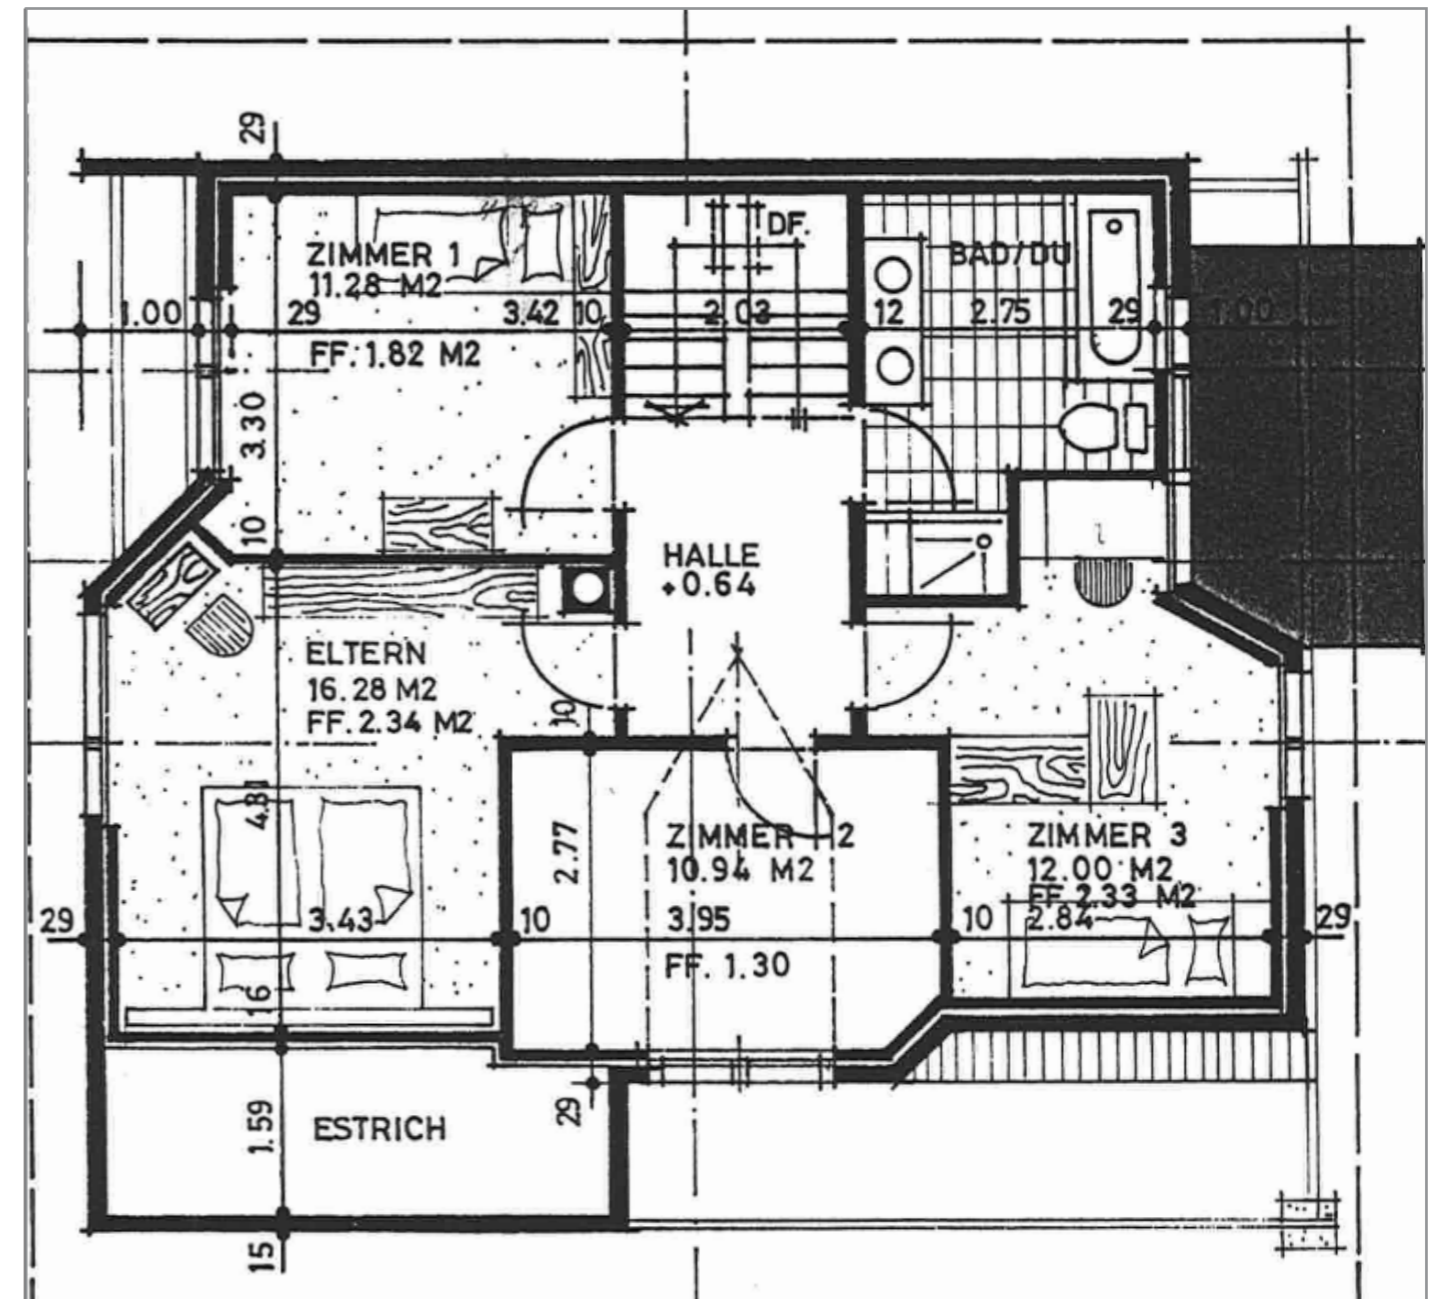 29
DF.
ZIMMER 1
11.28 M2
BAD/DU
1.00
29
3.42
10
2.03
12
2.75
29
1.00
FF. 1.82 M2
3.30
10
HALLE
+0.64
ELTERN
16.28 M2
FF. 2.34 M2
10
4.81
2.77
ZIMMER 2
10.94 M2
ZIMMER 3
12.00 M2
FF. 2.33 M2
29
3.43
10
3.95
10
2.84
29
FF. 1.30
16
1.59
ESTRICH
29
15